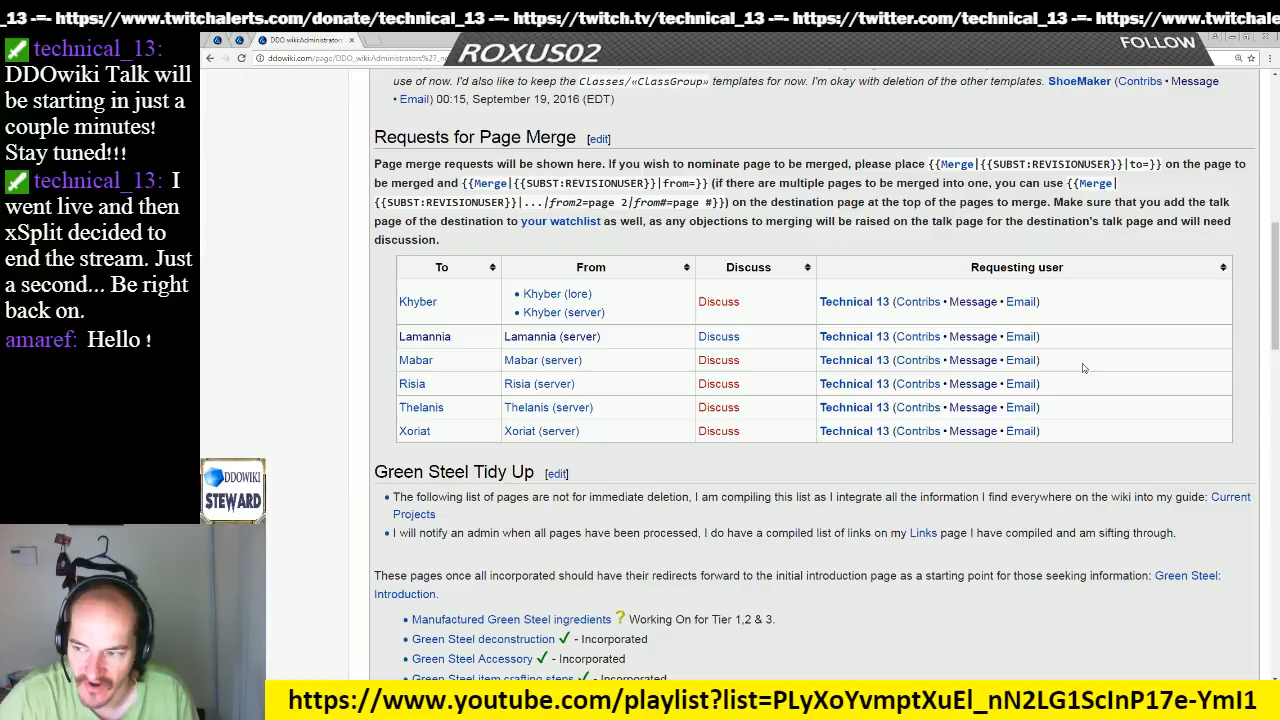 _13 -=- https://www.twitchalerts.com/donate/technical_13 -=- https://twitch.tv/technical_13 -=- https://twitter.com/technical_13 -=- https://www.twitchale
technical_13:
DDOwiki Talk will
be starting in just a
couple minutes!
Stay tuned!!!
technical_13: I
went live and then
xSplit decided to
end the stream. Just
a second... Be right
back on.
amaref: Hello !
DDO wiki:Administrators
ROXUS02
FOLLOW
ddowiki.com/page/DDO_wiki:Administrators%27_n
use of now. I'd also like to keep the Classes/«ClassGroup» templates for now. I'm okay with deletion of the other templates. ShoeMaker (Contribs • Message
• Email) 00:15, September 19, 2016 (EDT)
Requests for Page Merge [edit]
Page merge requests will be shown here. If you wish to nominate page to be merged, please place {{Merge|{{SUBST:REVISIONUSER}}|to=}} on the page to
be merged and {{Merge|{{SUBST:REVISIONUSER}}|from=}} (if there are multiple pages to be merged into one, you can use {{Merge|
{{SUBST:REVISIONUSER}}|...|from2=page 2|from#=page #}}) on the destination page at the top of the pages to merge. Make sure that you add the talk
page of the destination to your watchlist as well, as any objections to merging will be raised on the talk page for the destination's talk page and will need
discussion.
To From Discuss Requesting user
Khyber • Khyber (lore) • Khyber (server) Discuss Technical 13 (Contribs • Message • Email)
Lamannia Lamannia (server) Discuss Technical 13 (Contribs • Message • Email)
Mabar Mabar (server) Discuss Technical 13 (Contribs • Message • Email)
Risia Risia (server) Discuss Technical 13 (Contribs • Message • Email)
Thelanis Thelanis (server) Discuss Technical 13 (Contribs • Message • Email)
Xoriat Xoriat (server) Discuss Technical 13 (Contribs • Message • Email)
DDOWIKI
STEWARD
Green Steel Tidy Up [edit]
• The following list of pages are not for immediate deletion, I am compiling this list as I integrate all the information I find everywhere on the wiki into my guide: Current
Projects
• I will notify an admin when all pages have been processed, I do have a compiled list of links on my Links page I have compiled and am sifting through.
These pages once all incorporated should have their redirects forward to the initial introduction page as a starting point for those seeking information: Green Steel:
Introduction.
• Manufactured Green Steel ingredients ? Working On for Tier 1,2 & 3.
• Green Steel deconstruction ✓ - Incorporated
• Green Steel Accessory ✓ - Incorporated
• Green Steel item crafting steps ✓ - Incorporated
https://www.youtube.com/playlist?list=PLyXoYvmptXuEl_nN2LG1ScInP17e-YmI1